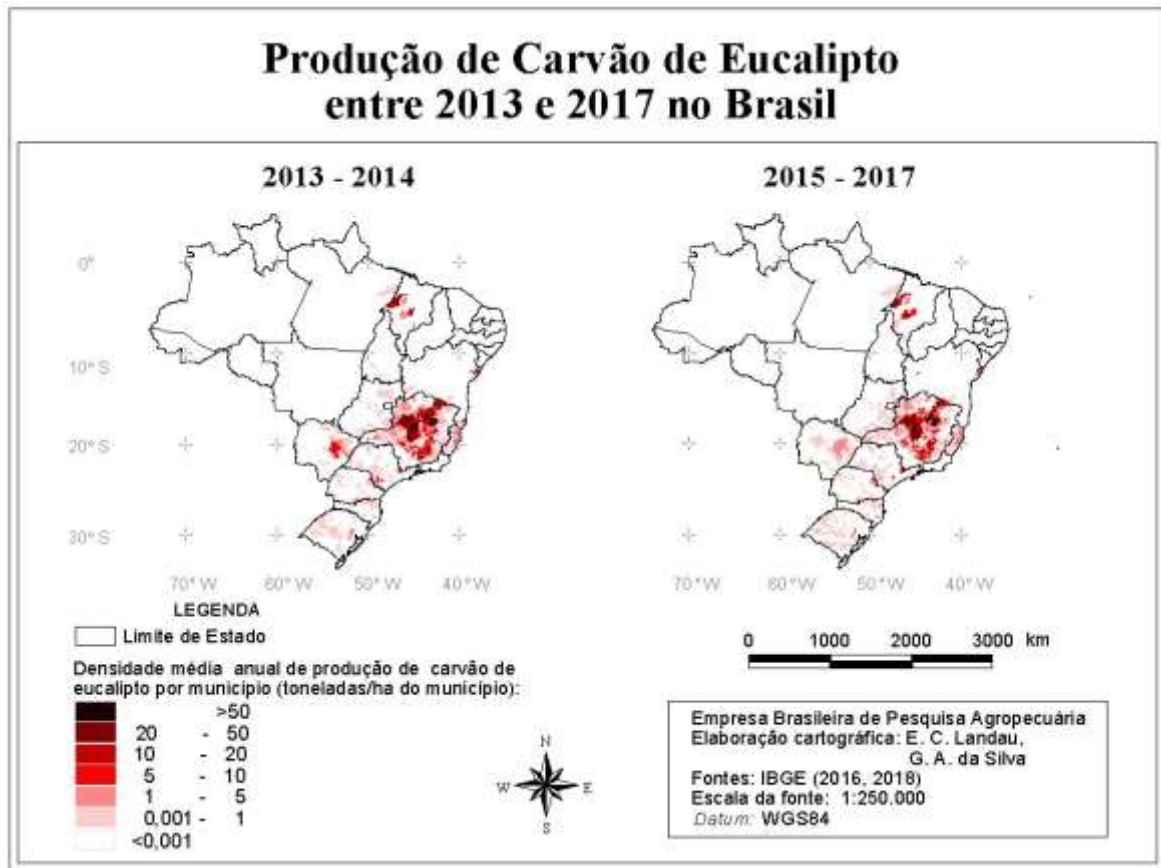 Produção de Carvão de Eucalipto
entre 2013 e 2017 no Brasil
2013 - 2014
2015 - 2017
0°
10° S
20° S
30° S
70° W
60° W
50° W
40° W
70° W
60° W
50° W
40° W
LEGENDA
Limite de Estado
Densidade média anual de produção de carvão de
eucalipto por município (toneladas/ha do município):
>50
20 - 50
10 - 20
5 - 10
1 - 5
0,001 - 1
<0,001
N
W
E
S
0 1000 2000 3000 km
Empresa Brasileira de Pesquisa Agropecuária
Elaboração cartográfica: E. C. Landau,
G. A. da Silva
Fontes: IBGE (2016, 2018)
Escala da fonte: 1:250.000
Datum: WGS84